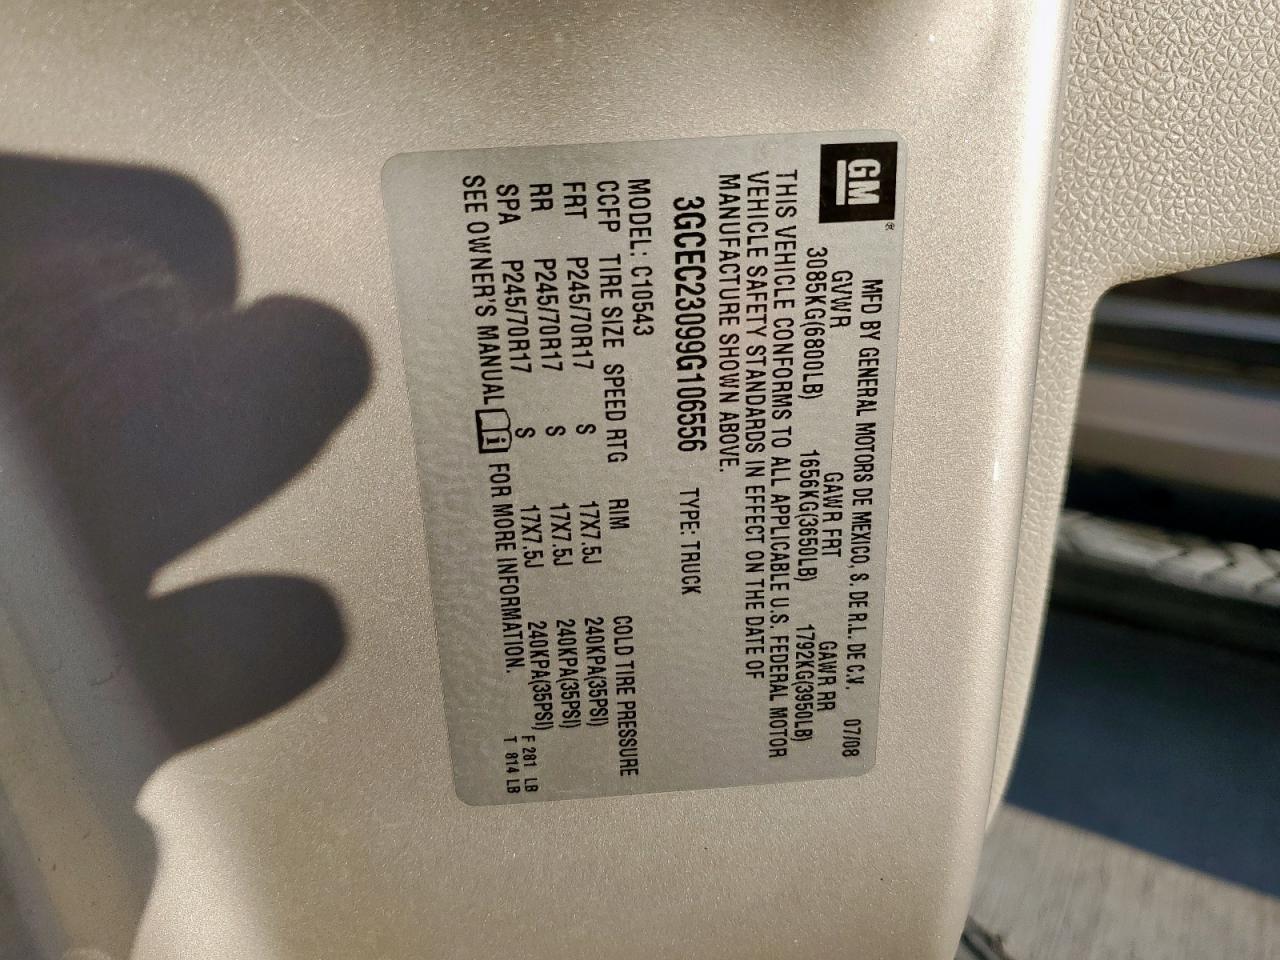 GM®
MFD BY GENERAL MOTORS DE MEXICO, S. DE R.L. DE C.V. 07/08
GVWR GAWR FRT GAWR RR
3085KG(6800LB) 1656KG(3650LB) 1792KG(3950LB)
THIS VEHICLE CONFORMS TO ALL APPLICABLE U.S. FEDERAL MOTOR
VEHICLE SAFETY STANDARDS IN EFFECT ON THE DATE OF
MANUFACTURE SHOWN ABOVE.
3GCEC23099G106556 TYPE: TRUCK
MODEL: C10543
CCFP TIRE SIZE SPEED RTG RIM COLD TIRE PRESSURE
FRT P245/70R17 S 17X7.5J 240KPA(35PSI)
RR P245/70R17 S 17X7.5J 240KPA(35PSI)
SPA P245/70R17 S 17X7.5J 240KPA(35PSI)
SEE OWNER'S MANUAL i FOR MORE INFORMATION.
F 281 LB
T 814 LB